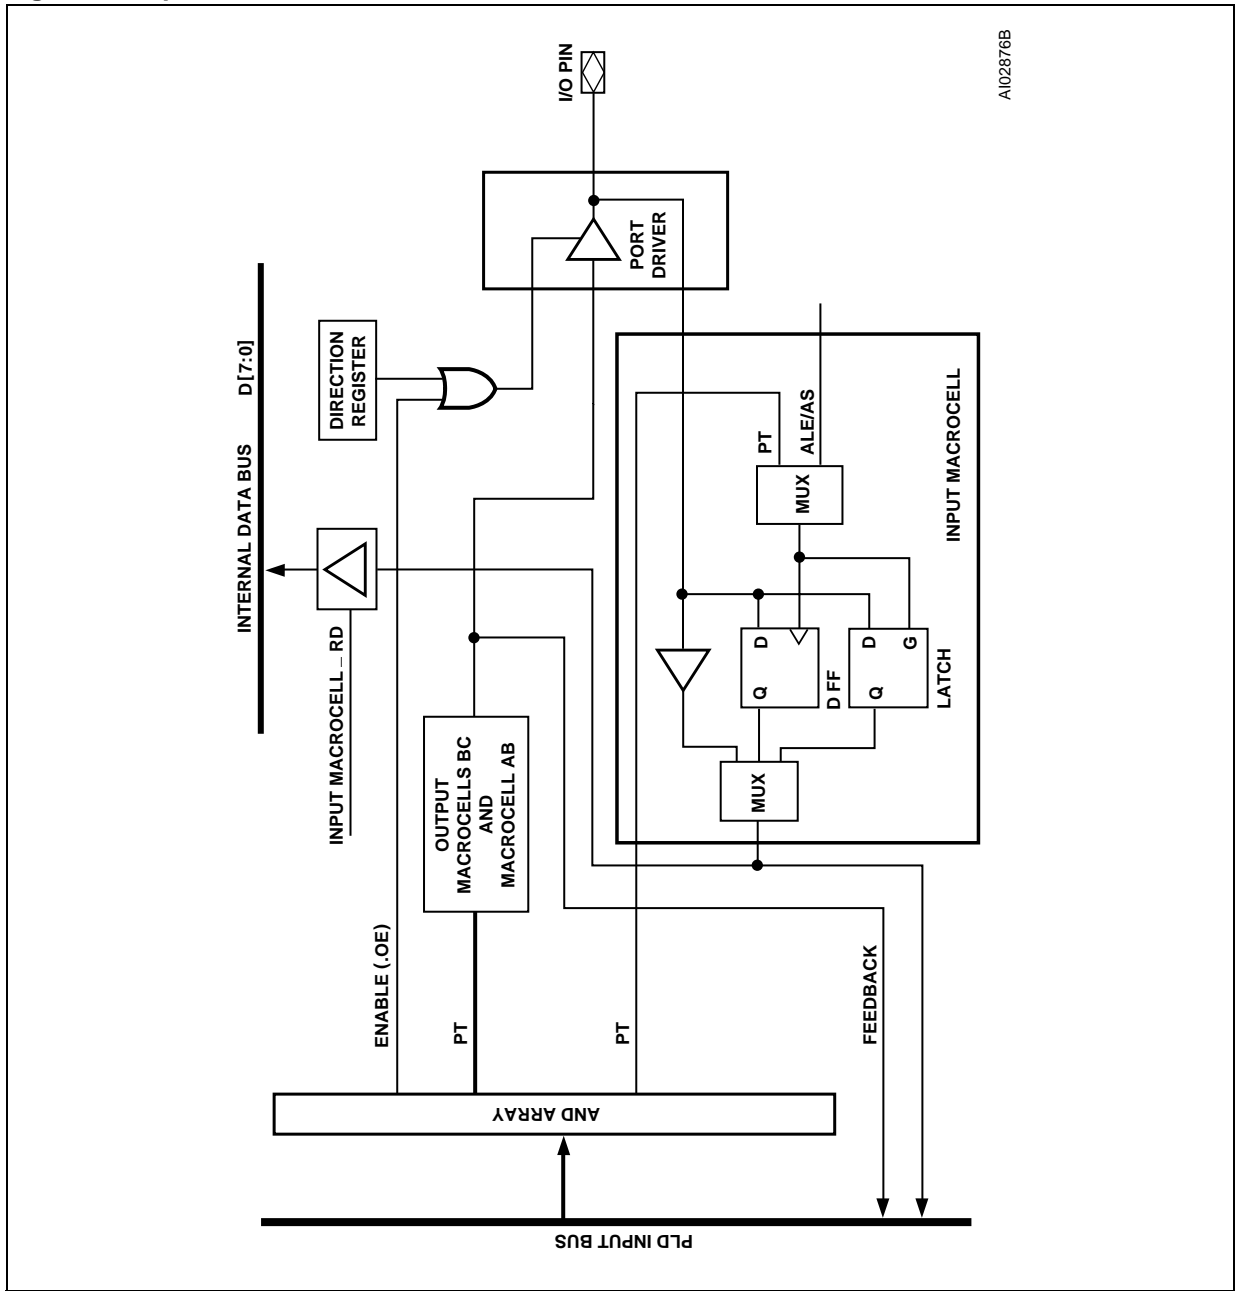 AI02876B
I/O PIN
PORT
DRIVER
INTERNAL DATA BUS D[7:0]
DIRECTION
REGISTER
INPUT MACROCELL _ RD
ENABLE (.OE)
OUTPUT
MACROCELLS BC
AND
MACROCELL AB
PT
PT
FEEDBACK
PT
ALE/AS
MUX
INPUT MACROCELL
D
Q
D FF
D
G
Q
LATCH
MUX
AND ARRAY
PLD INPUT BUS